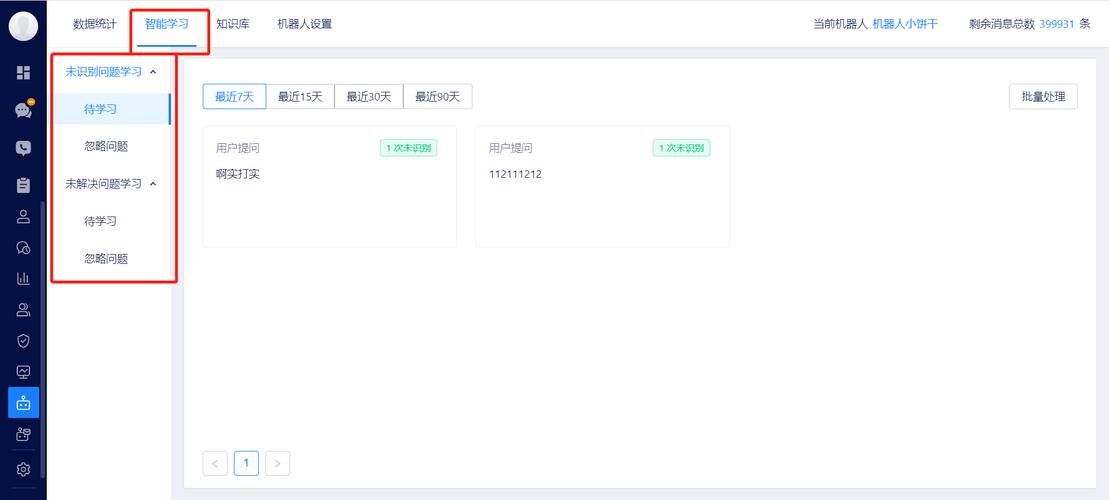 数据统计 智能学习 知识库 机器人设置 当前机器人 机器人小饼干 剩余消息总数 399931 条
未识别问题学习
待学习
忽略问题
未解决问题学习
待学习
忽略问题
最近7天 最近15天 最近30天 最近90天 批量处理
用户提问 1 次未识别
啊实打实
用户提问 1 次未识别
112111212
1